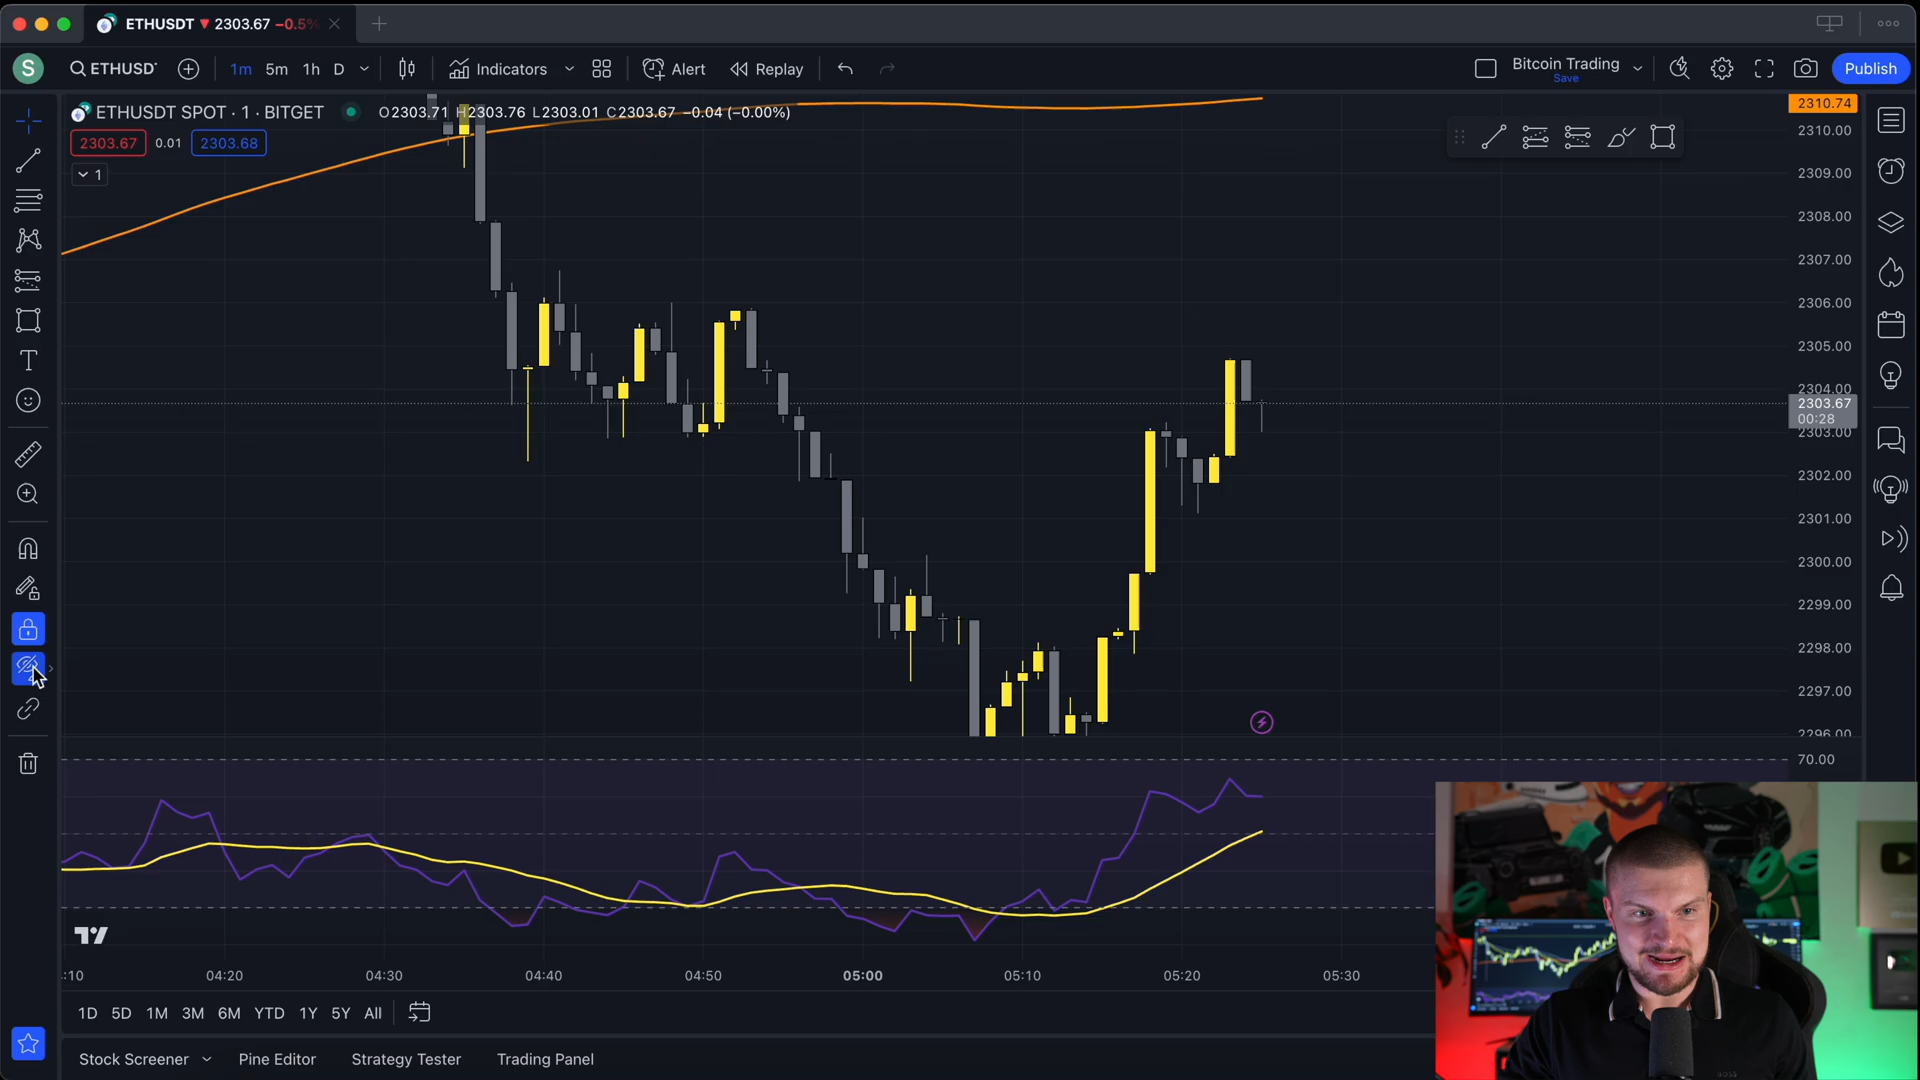 ETHUSDT ▼ 2303.67 −0.5%
S
ETHUSDT
1m 5m 1h D
Indicators
Alert
Replay
Bitcoin Trading
Save
Publish
ETHUSDT SPOT · 1 · BITGET
O2303.71 H2303.76 L2303.01 C2303.67 −0.04 (−0.00%)
2303.67 0.01 2303.68
1
2310.74
2310.00
2309.00
2308.00
2307.00
2306.00
2305.00
2304.00
2303.67
00:28
2303.00
2302.00
2301.00
2300.00
2299.00
2298.00
2297.00
2296.00
70.00
:10 04:20 04:30 04:40 04:50 05:00 05:10 05:20 05:30
1D 5D 1M 3M 6M YTD 1Y 5Y All
Stock Screener Pine Editor Strategy Tester Trading Panel